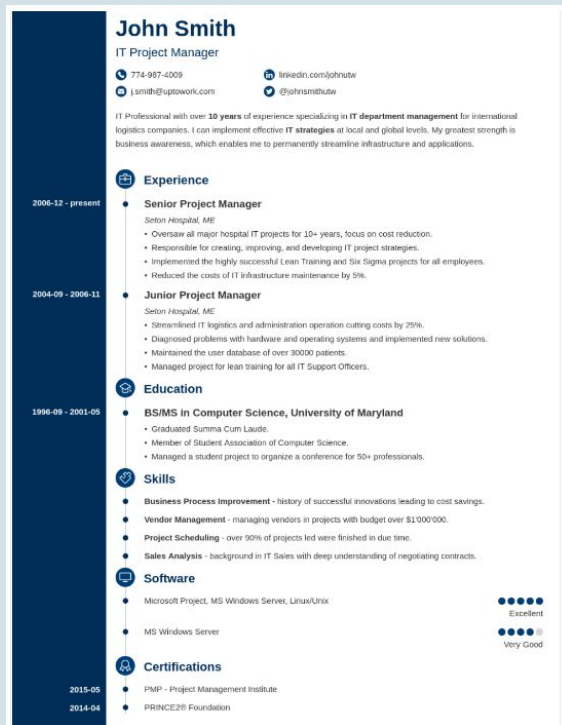 John Smith
IT Project Manager
774-987-4009
linkedin.com/johnutw
j.smith@uptowork.com
@johnsmithutw
IT Professional with over 10 years of experience specializing in IT department management for international
logistics companies. I can implement effective IT strategies at local and global levels. My greatest strength is
business awareness, which enables me to permanently streamline infrastructure and applications.
Experience
2006-12 - present
Senior Project Manager
Seton Hospital, ME
• Oversaw all major hospital IT projects for 10+ years, focus on cost reduction.
• Responsible for creating, improving, and developing IT project strategies.
• Implemented the highly successful Lean Training and Six Sigma projects for all employees.
• Reduced the costs of IT infrastructure maintenance by 5%.
2004-09 - 2006-11
Junior Project Manager
Seton Hospital, ME
• Streamlined IT logistics and administration operation cutting costs by 25%.
• Diagnosed problems with hardware and operating systems and implemented new solutions.
• Maintained the user database of over 30000 patients.
• Managed project for lean training for all IT Support Officers.
Education
1996-09 - 2001-05
BS/MS in Computer Science, University of Maryland
• Graduated Summa Cum Laude.
• Member of Student Association of Computer Science.
• Managed a student project to organize a conference for 50+ professionals.
Skills
Business Process Improvement - history of successful innovations leading to cost savings.
Vendor Management - managing vendors in projects with budget over $1'000'000.
Project Scheduling - over 90% of projects led were finished in due time.
Sales Analysis - background in IT Sales with deep understanding of negotiating contracts.
Software
Microsoft Project, MS Windows Server, Linux/Unix
Excellent
MS Windows Server
Very Good
Certifications
2015-05
PMP - Project Management Institute
2014-04
PRINCE2® Foundation